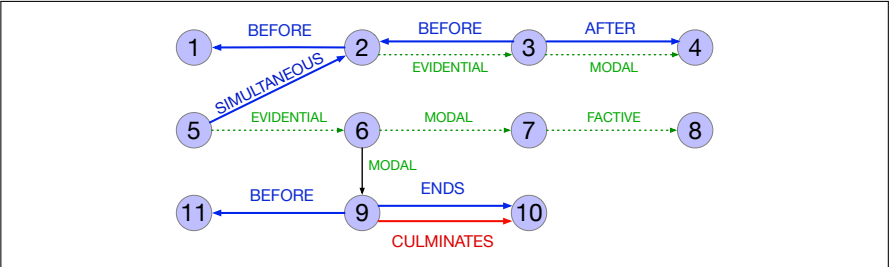 BEFORE BEFORE AFTER
1 2 3 4
EVIDENTIAL MODAL
SIMULTANEOUS
EVIDENTIAL MODAL FACTIVE
5 6 7 8
MODAL
BEFORE ENDS
11 9 10
CULMINATES